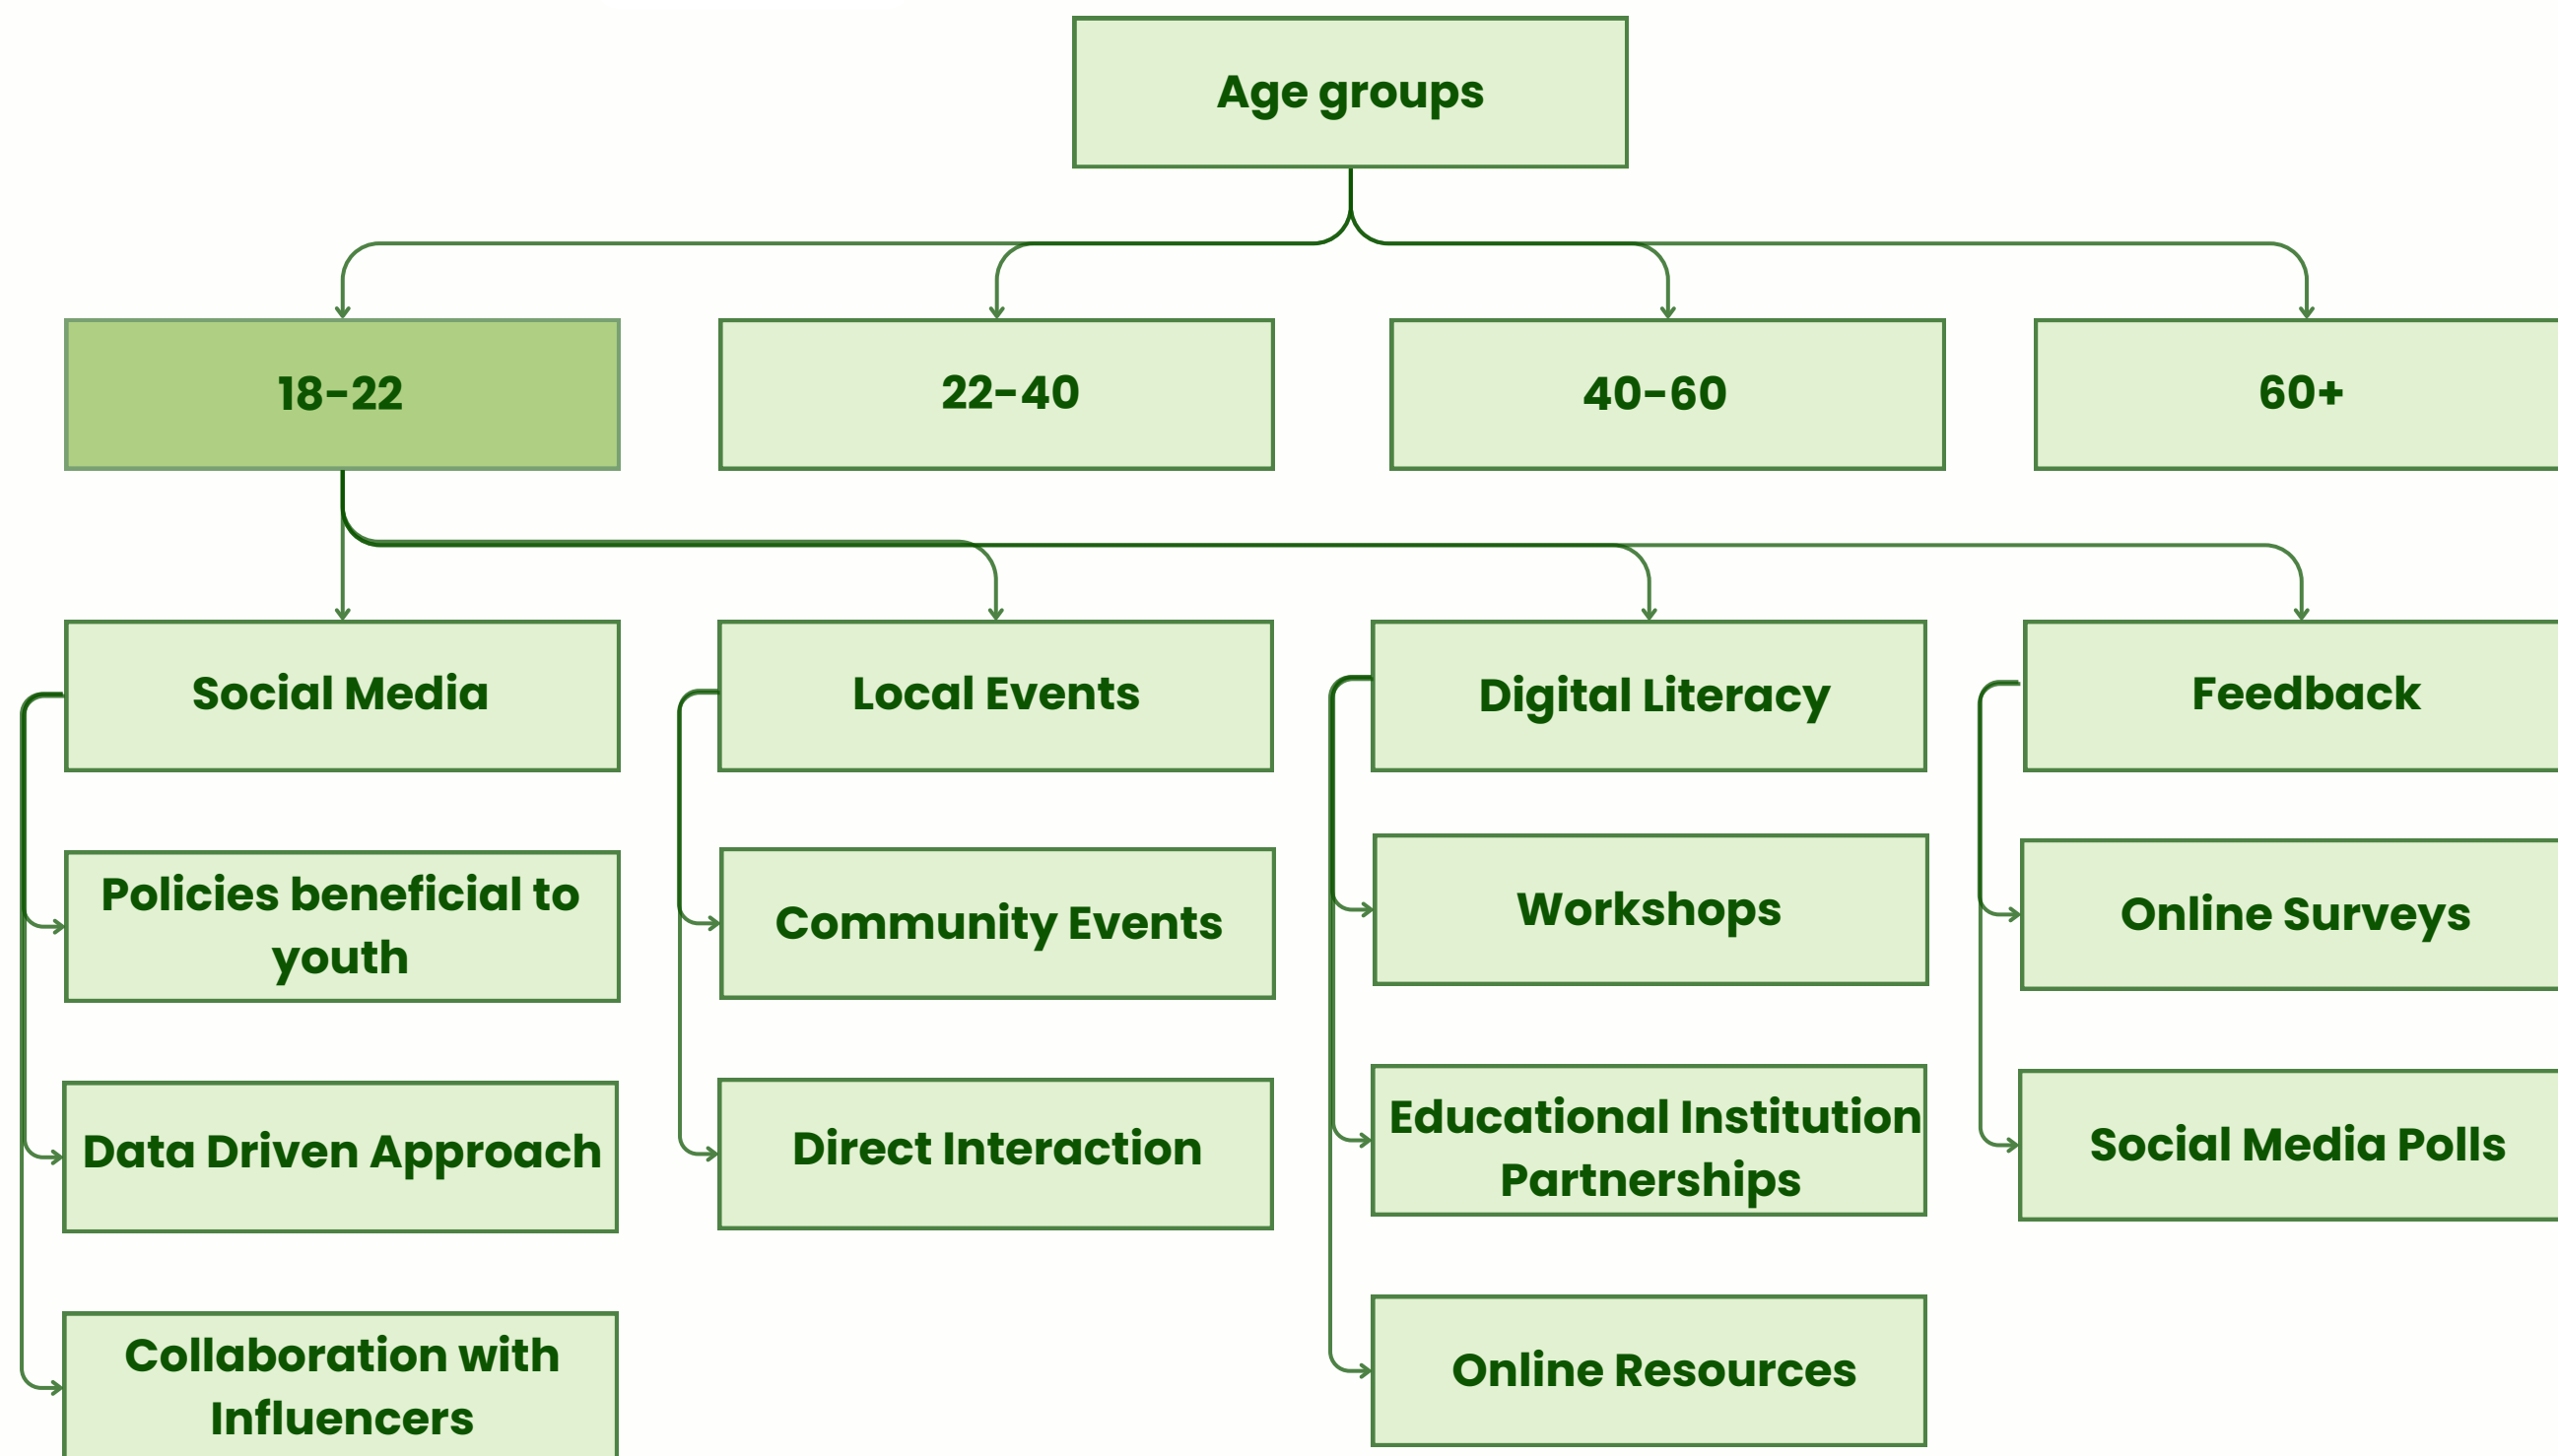 Age groups
18-22
22-40
40-60
60+
Social Media
Local Events
Digital Literacy
Feedback
Policies beneficial to
youth
Community Events
Workshops
Online Surveys
Data Driven Approach
Direct Interaction
Educational Institution
Partnerships
Social Media Polls
Collaboration with
Influencers
Online Resources